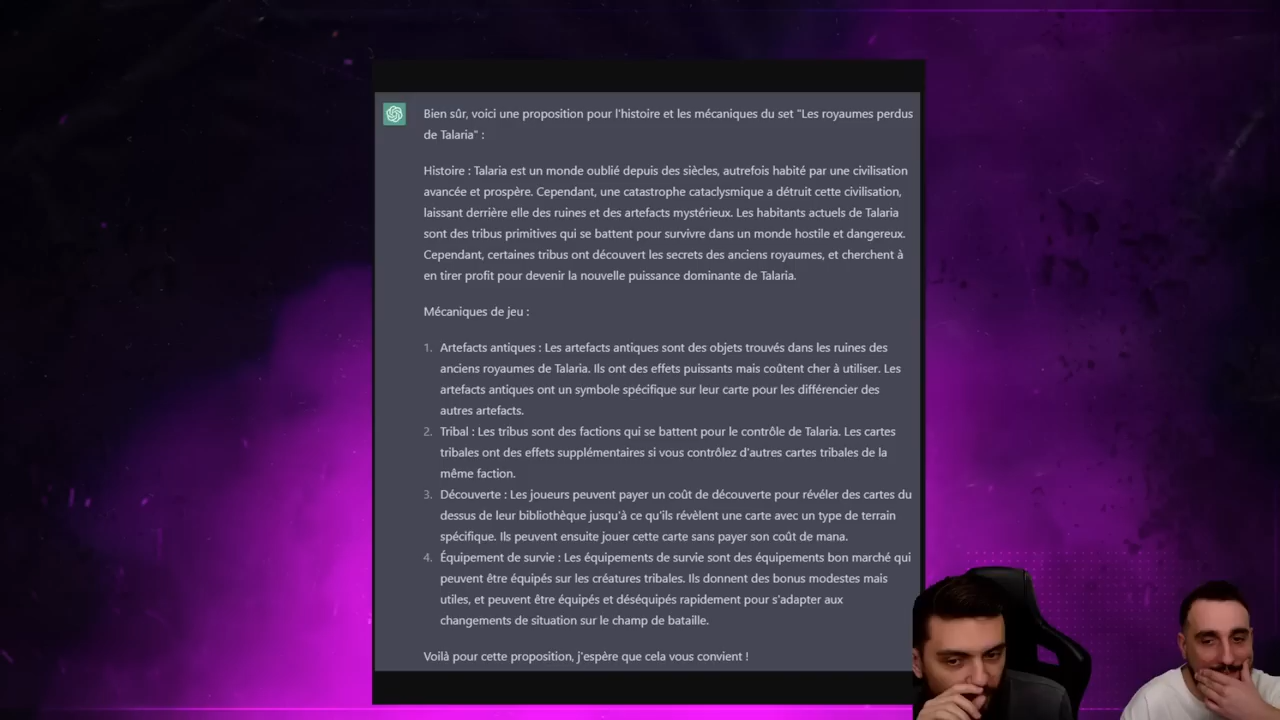 Bien sûr, voici une proposition pour l'histoire et les mécaniques du set "Les royaumes perdus
de Talaria" :
Histoire : Talaria est un monde oublié depuis des siècles, autrefois habité par une civilisation
avancée et prospère. Cependant, une catastrophe cataclysmique a détruit cette civilisation,
laissant derrière elle des ruines et des artefacts mystérieux. Les habitants actuels de Talaria
sont des tribus primitives qui se battent pour survivre dans un monde hostile et dangereux.
Cependant, certaines tribus ont découvert les secrets des anciens royaumes, et cherchent à
en tirer profit pour devenir la nouvelle puissance dominante de Talaria.
Mécaniques de jeu :
1. Artefacts antiques : Les artefacts antiques sont des objets trouvés dans les ruines des
anciens royaumes de Talaria. Ils ont des effets puissants mais coûtent cher à utiliser. Les
artefacts antiques ont un symbole spécifique sur leur carte pour les différencier des
autres artefacts.
2. Tribal : Les tribus sont des factions qui se battent pour le contrôle de Talaria. Les cartes
tribales ont des effets supplémentaires si vous contrôlez d'autres cartes tribales de la
même faction.
3. Découverte : Les joueurs peuvent payer un coût de découverte pour révéler des cartes du
dessus de leur bibliothèque jusqu'à ce qu'ils révèlent une carte avec un type de terrain
spécifique. Ils peuvent ensuite jouer cette carte sans payer son coût de mana.
4. Équipement de survie : Les équipements de survie sont des équipements bon marché qui
peuvent être équipés sur les créatures tribales. Ils donnent des bonus modestes mais
utiles, et peuvent être équipés et déséquipés rapidement pour s'adapter aux
changements de situation sur le champ de bataille.
Voilà pour cette proposition, j'espère que cela vous convient !